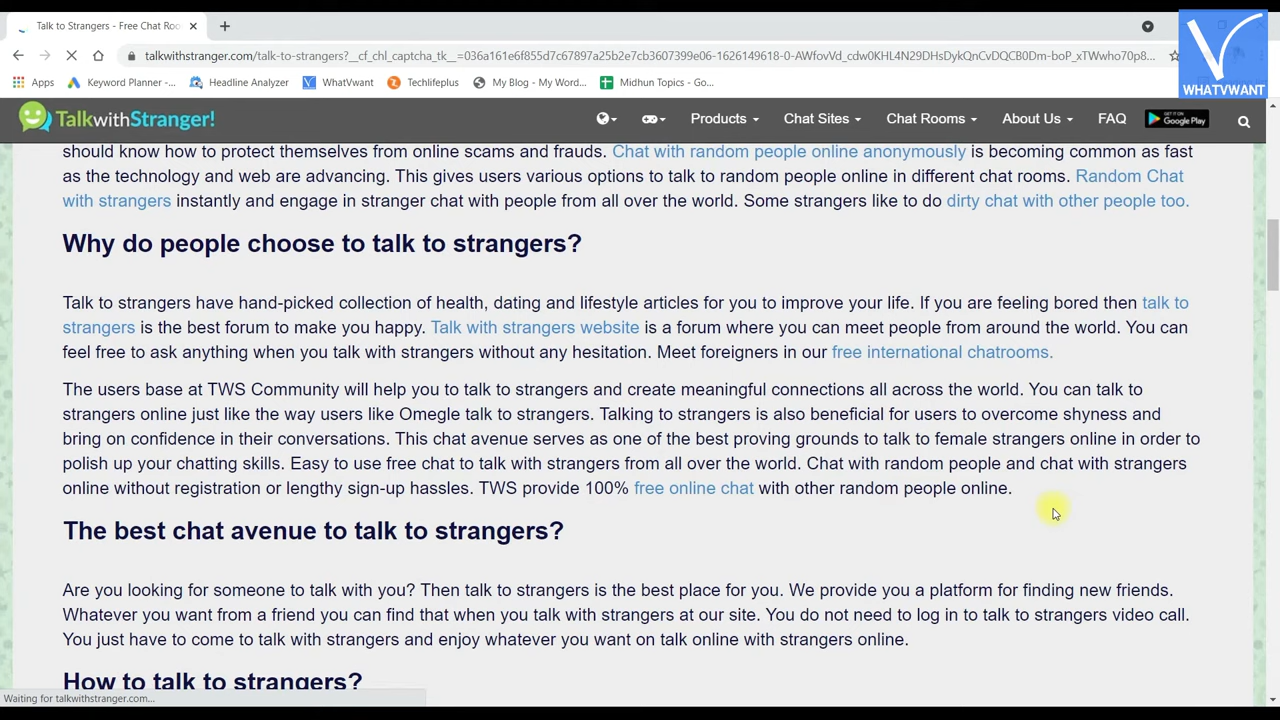 Talk to Strangers - Free Chat Roo
talkwithstranger.com/talk-to-strangers?__cf_chl_captcha_tk__=036a161e6f855d7c67897a25b2e7cb3607399e06-1626149618-0-AWfovVd_cdw0KHL4N29DHsDykQnCvDQCB0Dm-boP_xTWwho70p8...
Apps Keyword Planner -... Headline Analyzer WhatVwant Techlifeplus My Blog - My Wor... Midhun Topics - Go...
WHATVWANT
TalkwithStranger! Products Chat Sites Chat Rooms About Us FAQ GET IT ON Google Play
should know how to protect themselves from online scams and frauds. Chat with random people online anonymously is becoming common as fast
as the technology and web are advancing. This gives users various options to talk to random people online in different chat rooms. Random Chat
with strangers instantly and engage in stranger chat with people from all over the world. Some strangers like to do dirty chat with other people too.
Why do people choose to talk to strangers?
Talk to strangers have hand-picked collection of health, dating and lifestyle articles for you to improve your life. If you are feeling bored then talk to
strangers is the best forum to make you happy. Talk with strangers website is a forum where you can meet people from around the world. You can
feel free to ask anything when you talk with strangers without any hesitation. Meet foreigners in our free international chatrooms.
The users base at TWS Community will help you to talk to strangers and create meaningful connections all across the world. You can talk to
strangers online just like the way users like Omegle talk to strangers. Talking to strangers is also beneficial for users to overcome shyness and
bring on confidence in their conversations. This chat avenue serves as one of the best proving grounds to talk to female strangers online in order to
polish up your chatting skills. Easy to use free chat to talk with strangers from all over the world. Chat with random people and chat with strangers
online without registration or lengthy sign-up hassles. TWS provide 100% free online chat with other random people online.
The best chat avenue to talk to strangers?
Are you looking for someone to talk with you? Then talk to strangers is the best place for you. We provide you a platform for finding new friends.
Whatever you want from a friend you can find that when you talk with strangers at our site. You do not need to log in to talk to strangers video call.
You just have to come to talk with strangers and enjoy whatever you want on talk online with strangers online.
How to talk to strangers?
Waiting for talkwithstranger.com...